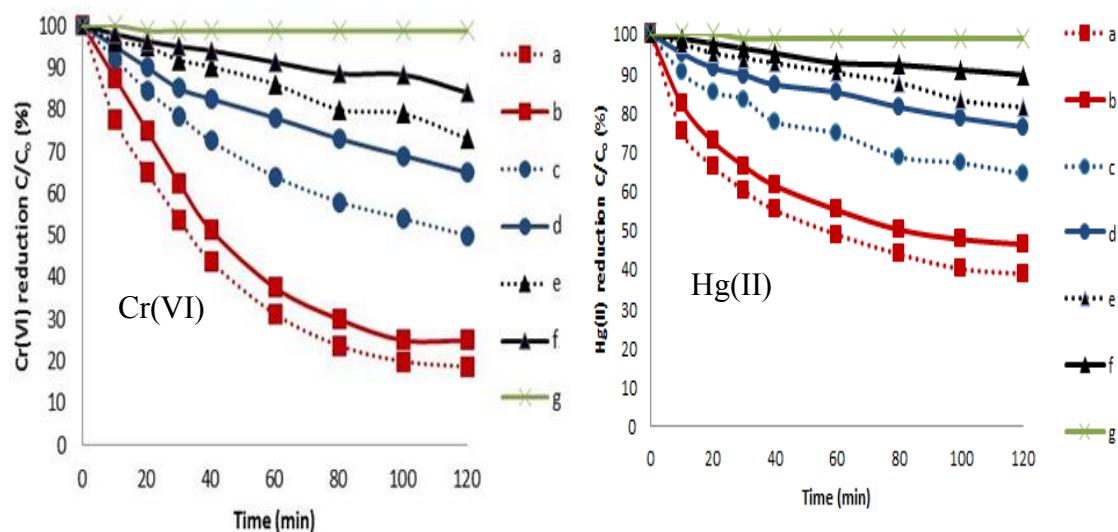 Cr(VI) reduction C/C₀ (%)
100
90
80
70
60
50
40
30
20
10
0
0 20 40 60 80 100 120
Time (min)
Cr(VI)
a
b
c
d
e
f
g
Hg(II) reduction C/C₀ (%)
100
90
80
70
60
50
40
30
20
10
0
0 20 40 60 80 100 120
Time (min)
Hg(II)
a
b
c
d
e
f
g